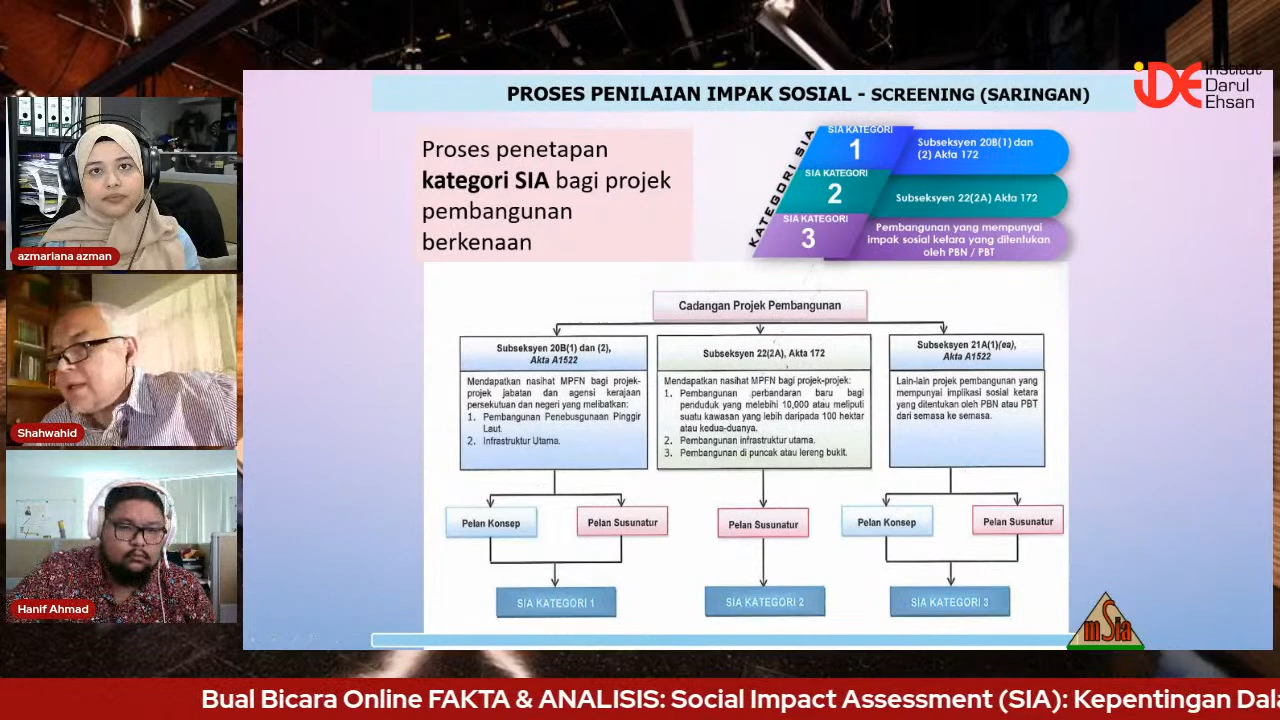 PROSES PENILAIAN IMPAK SOSIAL - SCREENING (SARINGAN)
iDE Institut
Darul
Ehsan
Proses penetapan
kategori SIA bagi projek
pembangunan
berkenaan
KATEGORI SIA
SIA KATEGORI
1
Subseksyen 20B(1) dan
(2) Akta 172
SIA KATEGORI
2
Subseksyen 22(2A) Akta 172
SIA KATEGORI
3
Pembangunan yang mempunyai
impak sosial ketara yang ditentukan
oleh PBN / PBT
Cadangan Projek Pembangunan
Subseksyen 20B(1) dan (2),
Akta A1522
Mendapatkan nasihat MPFN bagi projek-
projek jabatan dan agensi kerajaan
persekutuan dan negeri yang melibatkan:
1. Pembangunan Penebusgunaan Pinggir
Laut.
2. Infrastruktur Utama.
Subseksyen 22(2A), Akta 172
Mendapatkan nasihat MPFN bagi projek-projek:
1. Pembangunan perbandaran baru bagi
penduduk yang melebihi 10,000 atau meliputi
suatu kawasan yang lebih daripada 100 hektar
atau kedua-duanya.
2. Pembangunan infrastruktur utama.
3. Pembangunan di puncak atau lereng bukit.
Subseksyen 21A(1)(ea),
Akta A1522
Lain-lain projek pembangunan yang
mempunyai implikasi sosial ketara
yang ditentukan oleh PBN atau PBT
dari semasa ke semasa.
Pelan Konsep
Pelan Susunatur
Pelan Susunatur
Pelan Konsep
Pelan Susunatur
SIA KATEGORI 1
SIA KATEGORI 2
SIA KATEGORI 3
mSia
azmariana azman
Shahwahid
Hanif Ahmad
Bual Bicara Online FAKTA & ANALISIS: Social Impact Assessment (SIA): Kepentingan Dala